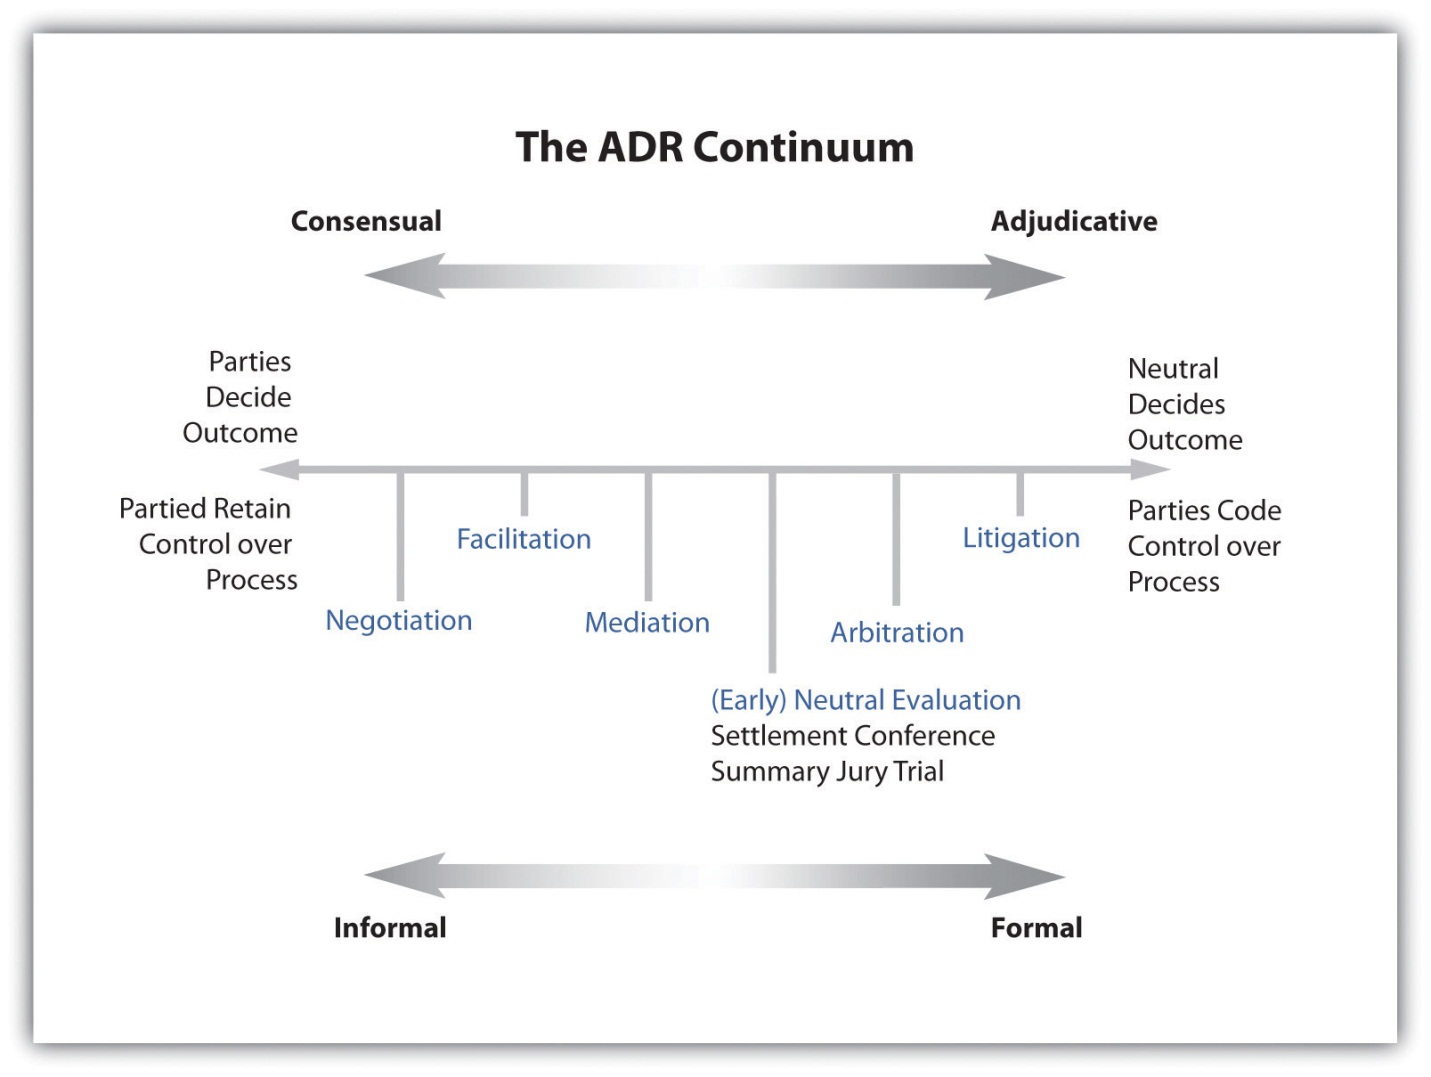 The ADR Continuum
Consensual
Adjudicative
Parties
Decide
Outcome
Neutral
Decides
Outcome
Partied Retain
Control over
Process
Parties Code
Control over
Process
Facilitation
Litigation
Negotiation
Mediation
Arbitration
(Early) Neutral Evaluation
Settlement Conference
Summary Jury Trial
Informal
Formal